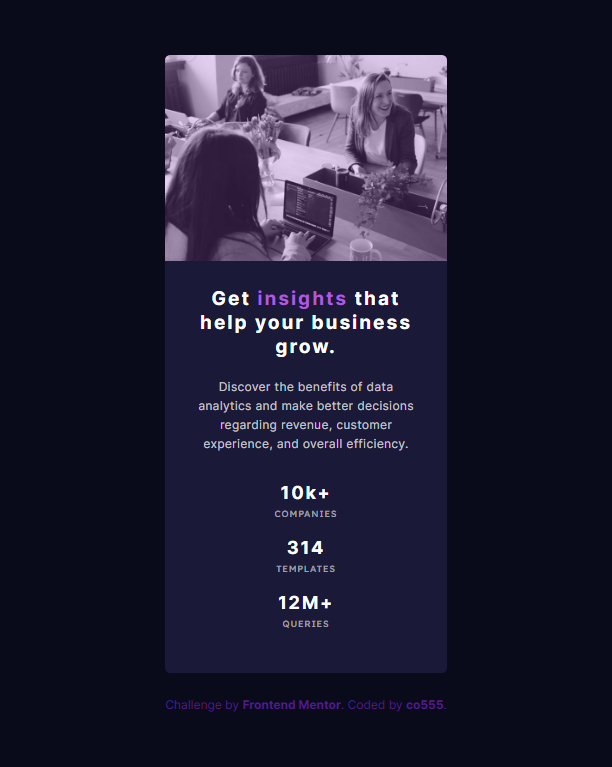 Get insights that
help your business
grow.
Discover the benefits of data
analytics and make better decisions
regarding revenue, customer
experience, and overall efficiency.
10k+
COMPANIES
314
TEMPLATES
12M+
QUERIES
Challenge by Frontend Mentor. Coded by co555.